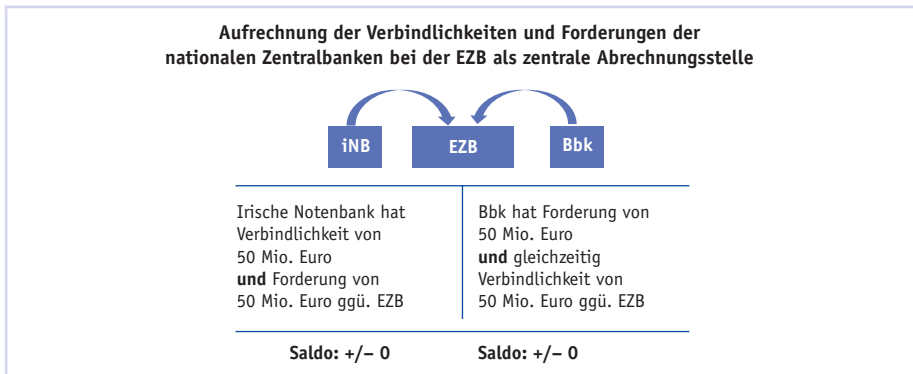 Aufrechnung der Verbindlichkeiten und Forderungen der
nationalen Zentralbanken bei der EZB als zentrale Abrechnungsstelle
iNB
EZB
Bbk
Irische Notenbank hat
Verbindlichkeit von
50 Mio. Euro
und Forderung von
50 Mio. Euro ggü. EZB
Bbk hat Forderung von
50 Mio. Euro
und gleichzeitig
Verbindlichkeit von
50 Mio. Euro ggü. EZB
Saldo: +/– 0
Saldo: +/– 0